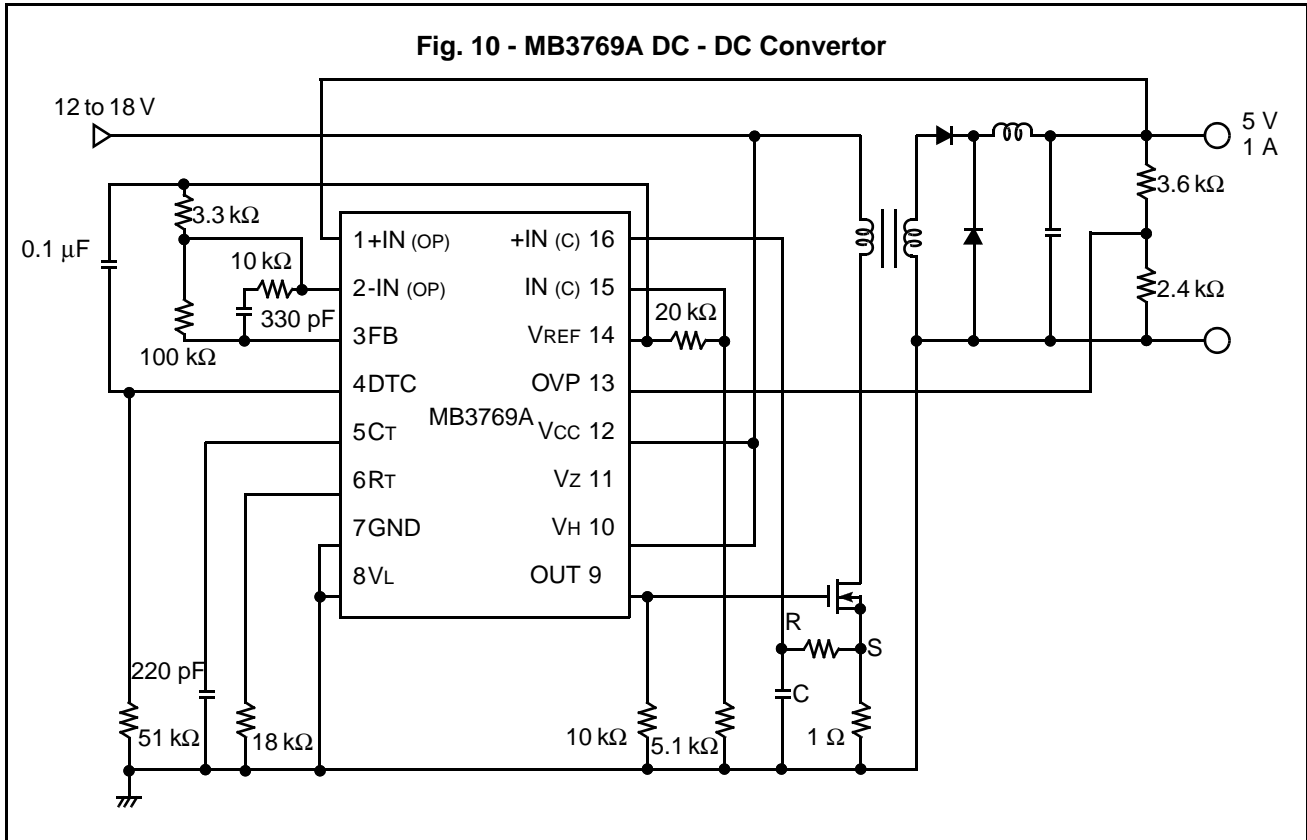 Fig. 10 - MB3769A DC - DC Convertor
12 to 18 V
5 V
1 A
3.6 kΩ
2.4 kΩ
3.3 kΩ
0.1 μF
10 kΩ
330 pF
100 kΩ
1 +IN (OP)
2 -IN (OP)
3 FB
4 DTC
5 CT
6 RT
7 GND
8 VL
MB3769A
+IN (C) 16
IN (C) 15
VREF 14
OVP 13
VCC 12
VZ 11
VH 10
OUT 9
20 kΩ
R
S
C
220 pF
51 kΩ
18 kΩ
10 kΩ
5.1 kΩ
1 Ω